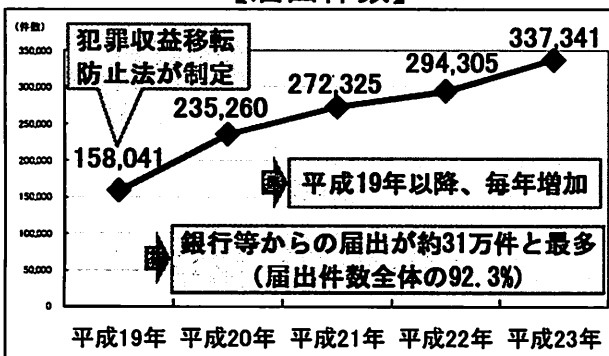 【届出件数】
(件数)
350,000
300,000
250,000
200,000
150,000
100,000
50,000
0
犯罪収益移転
防止法が制定
158,041
235,260
272,325
294,305
337,341
平成19年以降、毎年増加
銀行等からの届出が約31万件と最多
(届出件数全体の92.3%)
平成19年 平成20年 平成21年 平成22年 平成23年